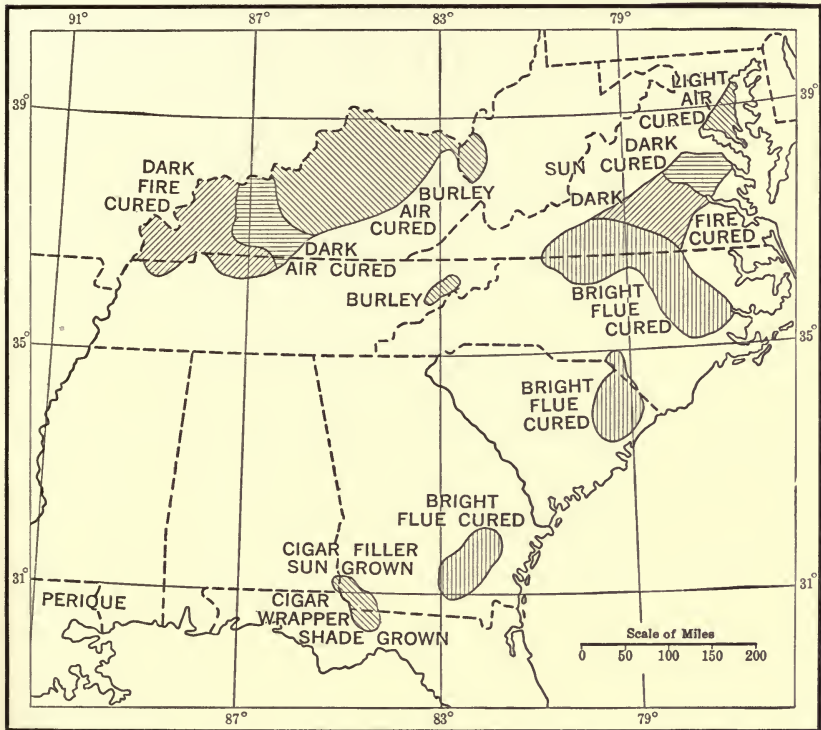 91°
87°
83°
79°
39°
39°
LIGHT
AIR
CURED
DARK
FIRE
CURED
SUN CURED
DARK
BURLEY
AIR
CURED
DARK
FIRE
CURED
DARK
AIR CURED
BURLEY
BRIGHT
FLUE
CURED
35°
35°
BRIGHT
FLUE
CURED
BRIGHT
FLUE CURED
CIGAR FILLER
SUN GROWN
31°
31°
PERIQUE
CIGAR
WRAPPER
SHADE GROWN
Scale of Miles
0 50 100 150 200
87°
83°
79°